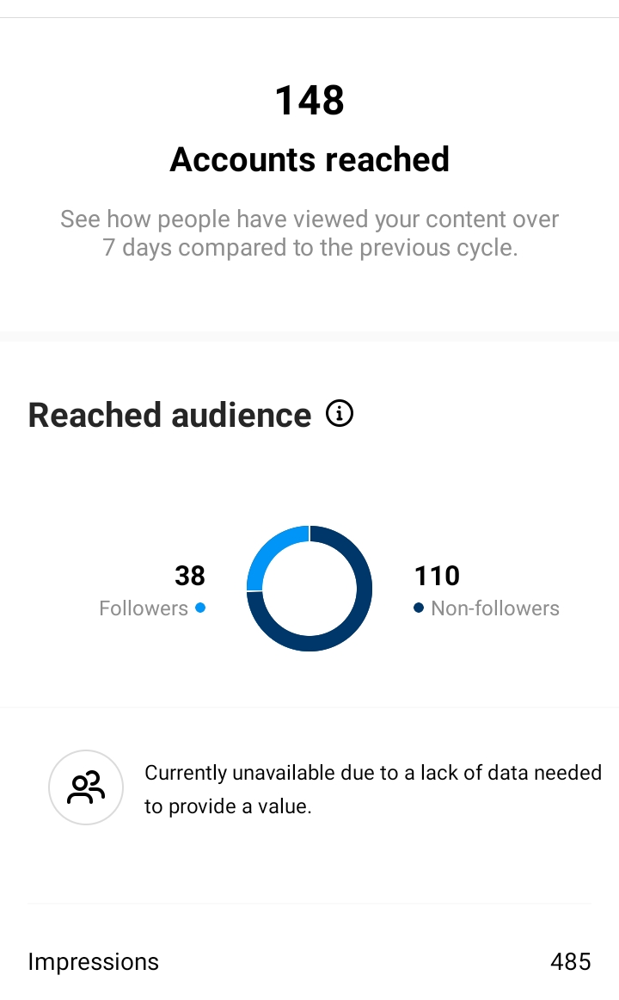 148
Accounts reached
See how people have viewed your content over
7 days compared to the previous cycle.
Reached audience
38
Followers
110
Non-followers
Currently unavailable due to a lack of data needed
to provide a value.
Impressions 485